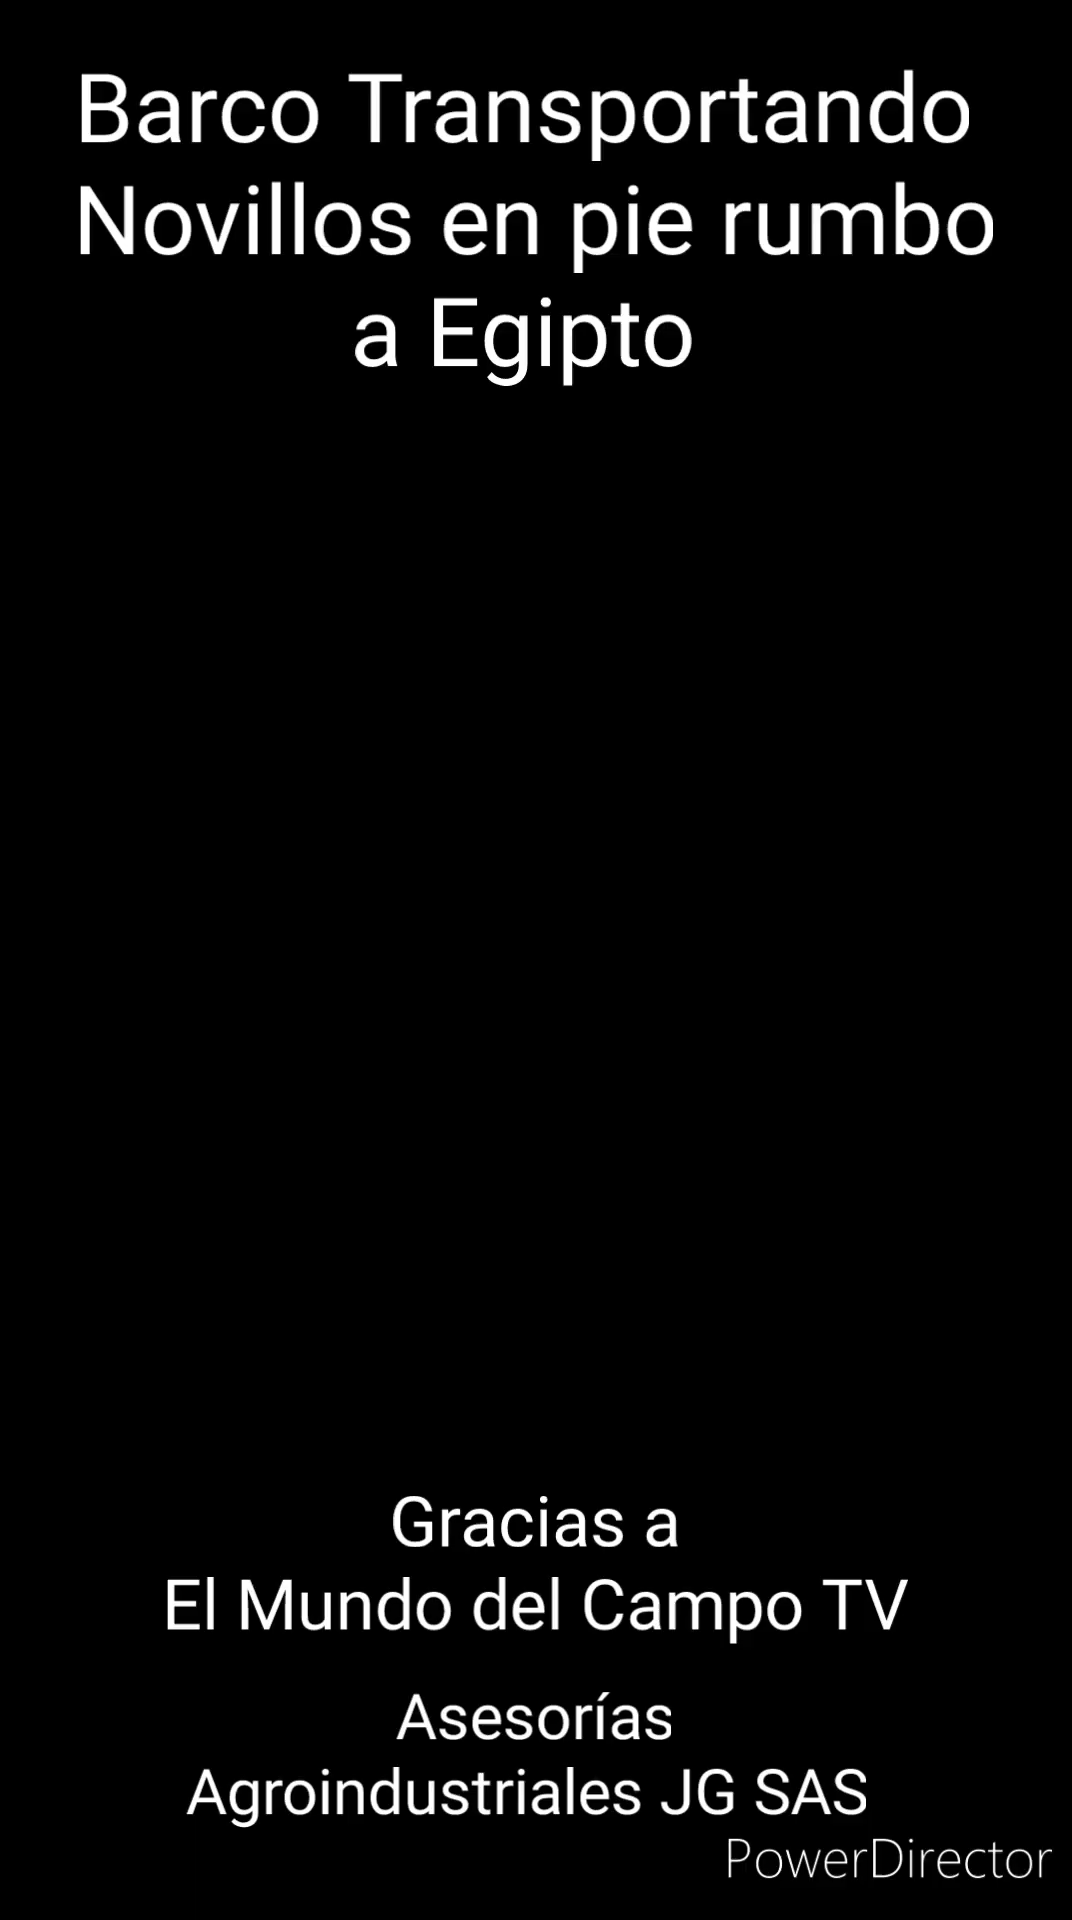 Barco Transportando
Novillos en pie rumbo
a Egipto
Gracias a
El Mundo del Campo TV
Asesorías
Agroindustriales JG SAS
PowerDirector